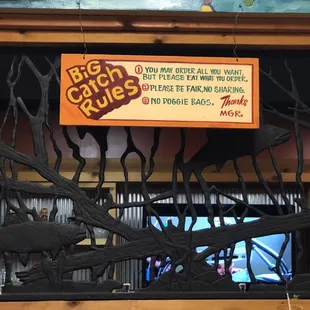 BIG
CATCH
RULES
1 YOU MAY ORDER ALL YOU WANT,
BUT PLEASE EAT WHAT YOU ORDER.
2 PLEASE BE FAIR, NO SHARING.
3 NO DOGGIE BAGS. Thanks
MGR.